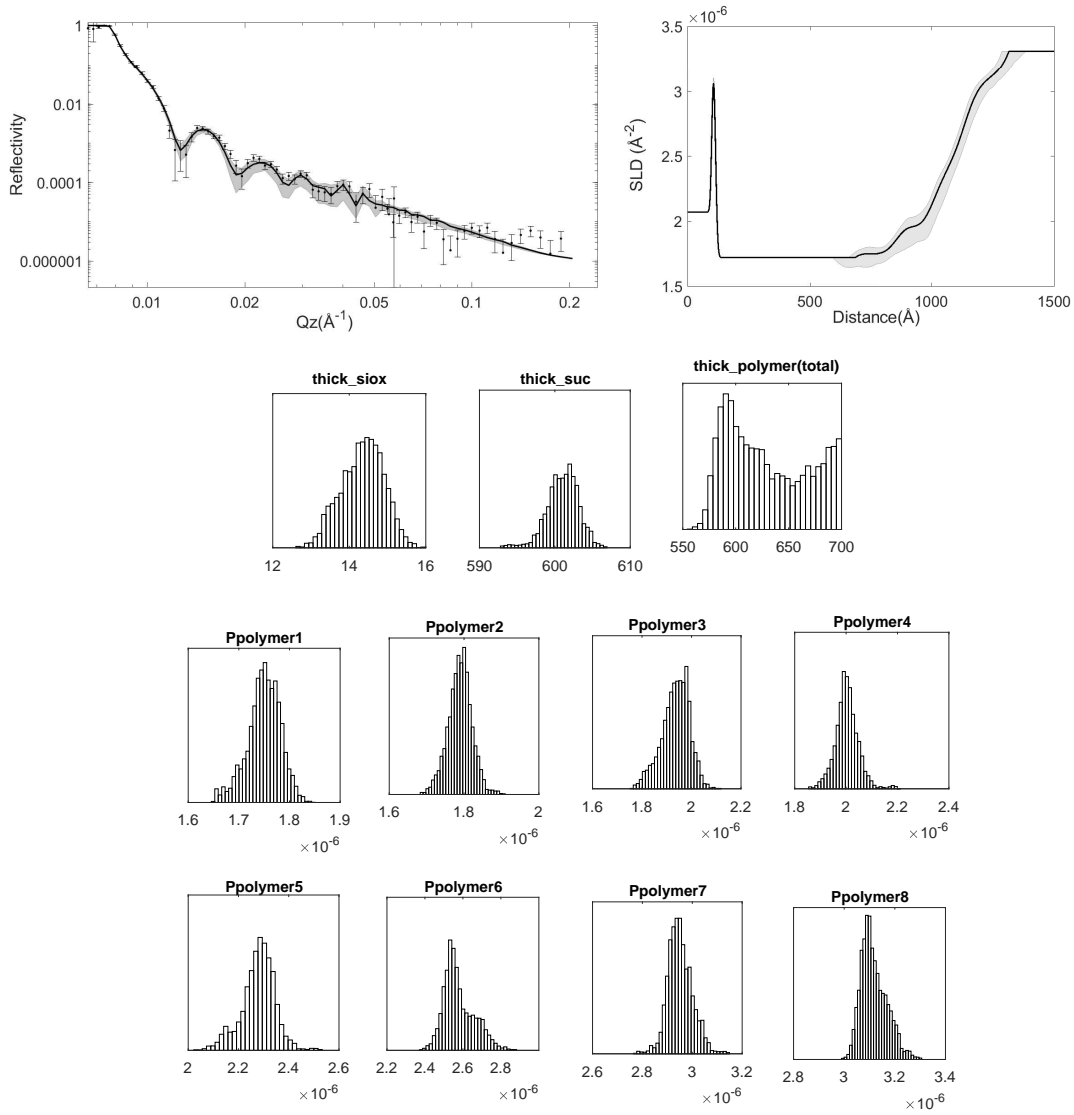 1
0.01
0.0001
0.000001
Reflectivity
0.01 0.02 0.05 0.1 0.2
Qz(Å-1)
×10-6
3.5
3
2.5
2
1.5
SLD (Å-2)
0 500 1000 1500
Distance(Å)
thick_siox
12 14 16
thick_suc
590 600 610
thick_polymer(total)
550 600 650 700
Ppolymer1
1.6 1.7 1.8 1.9
×10-6
Ppolymer2
1.6 1.8 2
×10-6
Ppolymer3
1.6 1.8 2 2.2
×10-6
Ppolymer4
1.8 2 2.2 2.4
×10-6
Ppolymer5
2 2.2 2.4 2.6
×10-6
Ppolymer6
2.2 2.4 2.6 2.8 3
×10-6
Ppolymer7
2.6 2.8 3 3.2
×10-6
Ppolymer8
2.8 3 3.2 3.4
×10-6